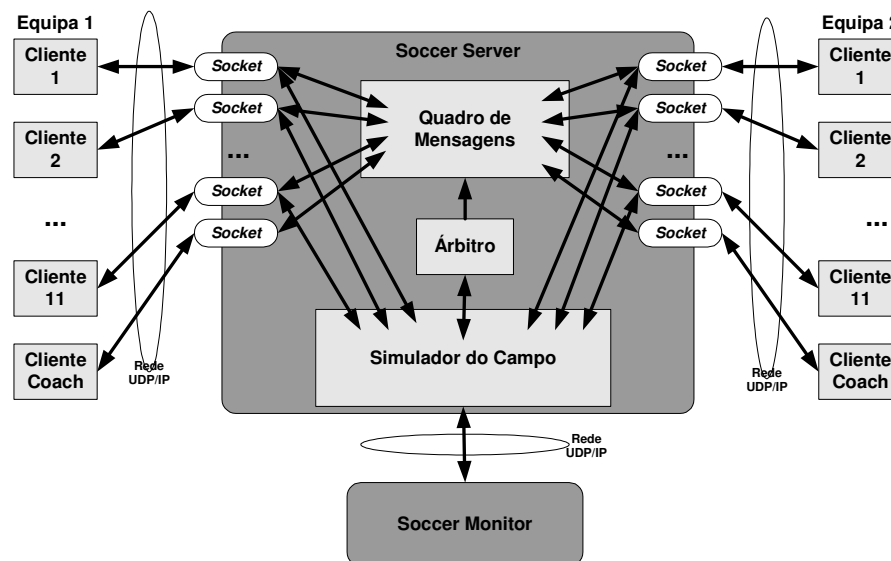 Equipa 1
Cliente
1
Cliente
2
...
Cliente
11
Cliente
Coach
Rede
UDP/IP
Socket
Socket
...
Socket
Socket
Soccer Server
Quadro de
Mensagens
Árbitro
Simulador do Campo
Rede
UDP/IP
Soccer Monitor
Socket
Socket
...
Socket
Socket
Rede
UDP/IP
Equipa 2
Cliente
1
Cliente
2
...
Cliente
11
Cliente
Coach